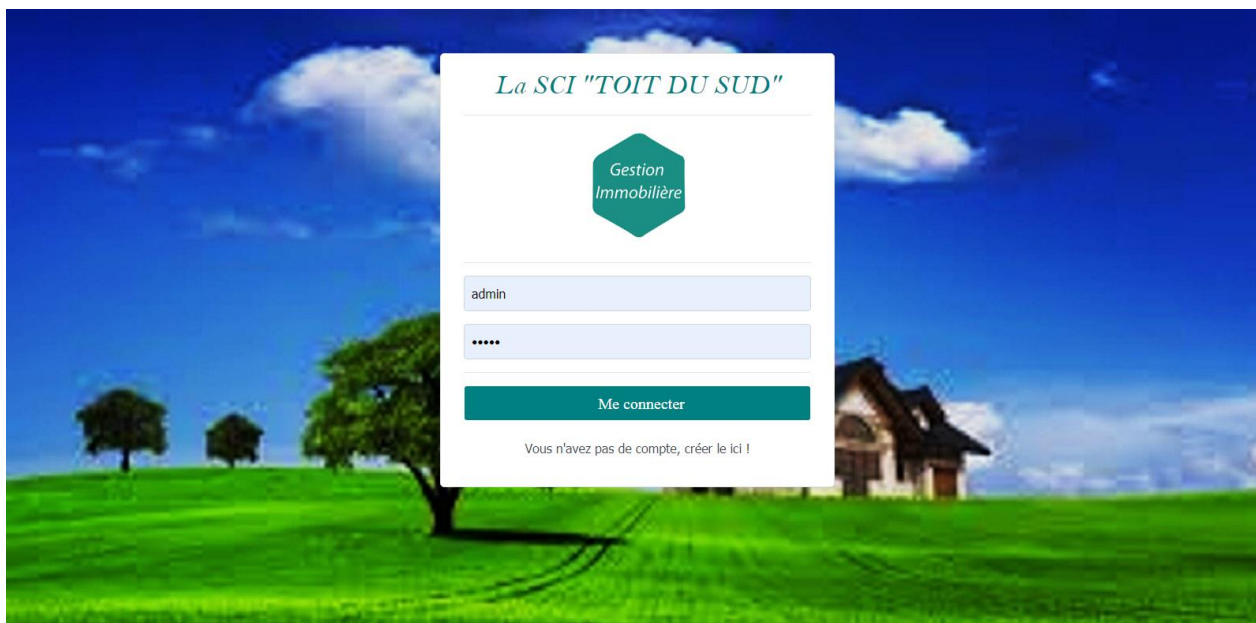 La SCI "TOIT DU SUD"
Gestion
Immobilière
admin
•••••
Me connecter
Vous n'avez pas de compte, créer le ici !